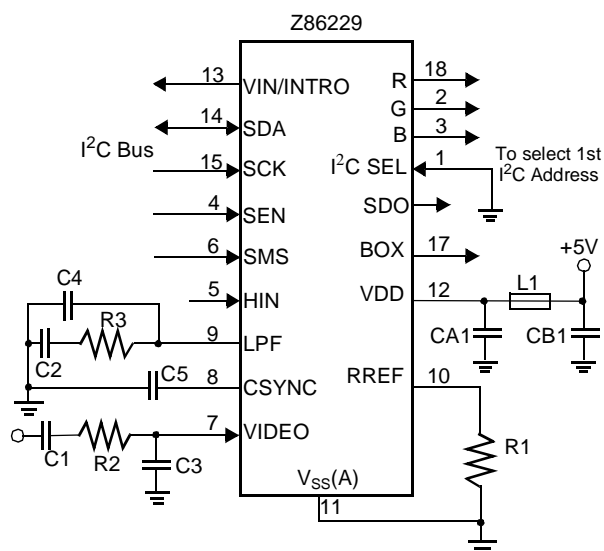 Z86229
13 VIN/INTRO R 18
14 SDA G 2
B 3
I²C Bus
15 SCK I²C SEL 1 To select 1st
I²C Address
4 SEN SDO
6 SMS BOX 17 +5V
5 HIN VDD 12 L1
C4
C2 R3 9 LPF CA1 CB1
C5 8 CSYNC RREF 10
7 VIDEO
C1 R2 C3 R1
V_SS(A)
11